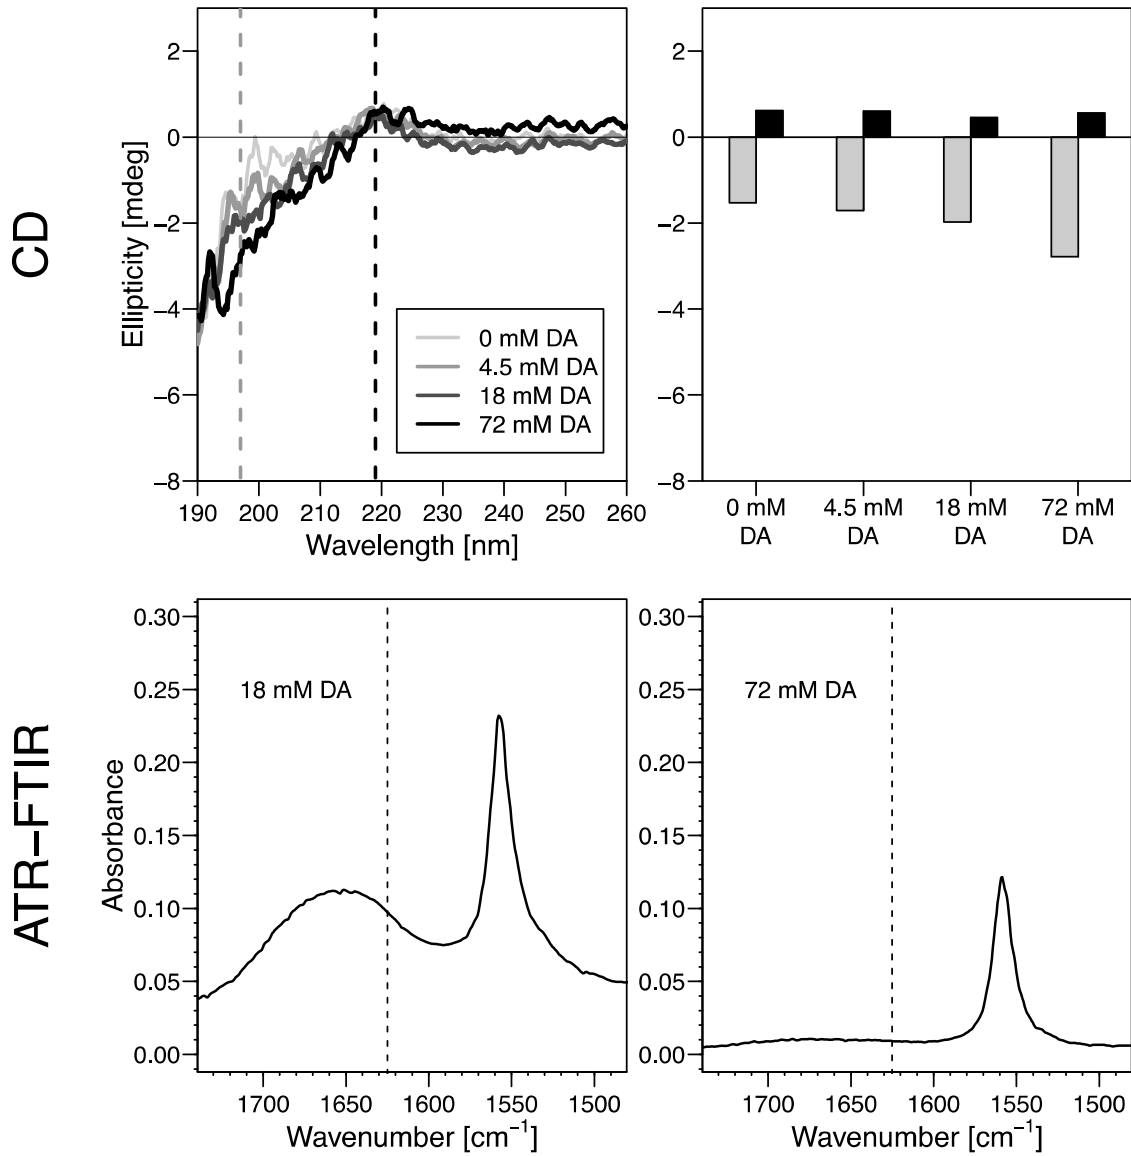 CD
Ellipticity [mdeg]
2
0
−2
−4
−6
−8
0 mM DA
4.5 mM DA
18 mM DA
72 mM DA
190 200 210 220 230 240 250 260
Wavelength [nm]
2
0
−2
−4
−6
−8
0 mM 4.5 mM 18 mM 72 mM
DA DA DA DA
ATR−FTIR
Absorbance
0.30
0.25
0.20
0.15
0.10
0.05
0.00
18 mM DA
1700 1650 1600 1550 1500
Wavenumber [cm⁻¹]
0.30
0.25
0.20
0.15
0.10
0.05
0.00
72 mM DA
1700 1650 1600 1550 1500
Wavenumber [cm⁻¹]